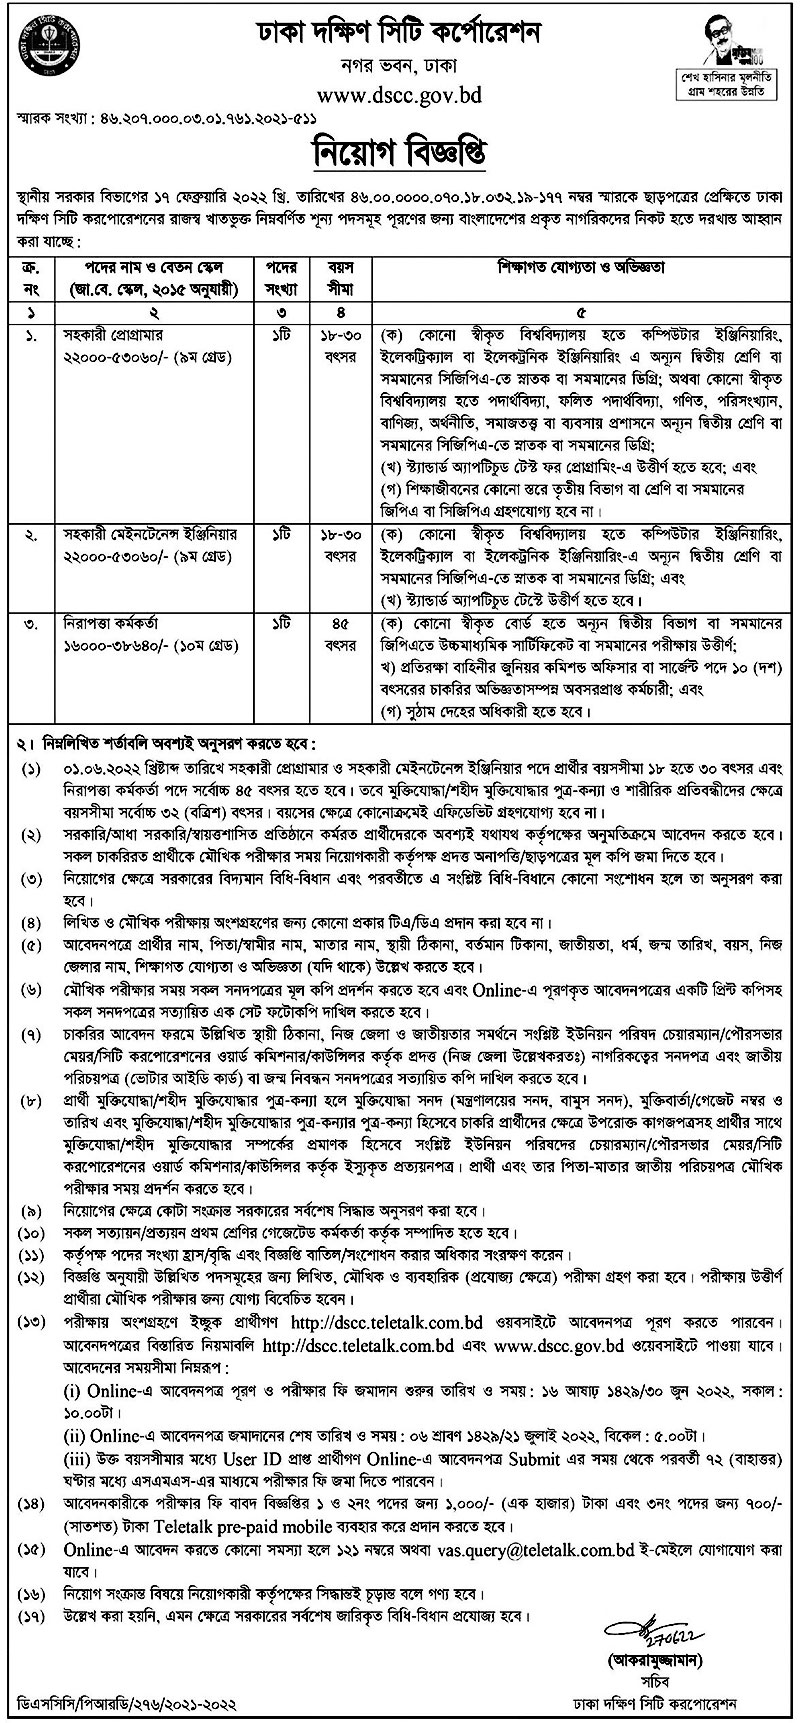 ঢাকা দক্ষিণ সিটি কর্পোরেশন
নগর ভবন, ঢাকা
www.dscc.gov.bd
শেখ হাসিনার মূলনীতি
গ্রাম শহরের উন্নতি
স্মারক সংখ্যা : ৪৬.২০৭.০০০.০৩.০১.৭৬১.২০২১-৫১১
নিয়োগ বিজ্ঞপ্তি
স্থানীয় সরকার বিভাগের ১৭ ফেব্রুয়ারি ২০২২ খ্রি. তারিখের ৪৬.০০.০০০০.০৭০.১৮.০৩২.১৯-১৭৭ নম্বর স্মারকে ছাড়পত্রের প্রেক্ষিতে ঢাকা
দক্ষিণ সিটি করপোরেশনের রাজস্ব খাতভুক্ত নিম্নবর্ণিত শূন্য পদসমূহ পূরণের জন্য বাংলাদেশের প্রকৃত নাগরিকদের নিকট হতে দরখাস্ত আহ্বান
করা যাচ্ছে :
ক্র. নং
পদের নাম ও বেতন স্কেল
(জা.বে. স্কেল, ২০১৫ অনুযায়ী)
পদের সংখ্যা
বয়স সীমা
শিক্ষাগত যোগ্যতা ও অভিজ্ঞতা
১ ২ ৩ ৪ ৫
১. সহকারী প্রোগ্রামার
২২০০০-৫৩০৬০/- (৯ম গ্রেড)
১টি
১৮-৩০
বৎসর
(ক) কোনো স্বীকৃত বিশ্ববিদ্যালয় হতে কম্পিউটার ইঞ্জিনিয়ারিং,
ইলেকট্রিক্যাল বা ইলেকট্রনিক ইঞ্জিনিয়ারিং এ অন্যূন দ্বিতীয় শ্রেণি বা
সমমানের সিজিপিএ-তে স্নাতক বা সমমানের ডিগ্রি; অথবা কোনো স্বীকৃত
বিশ্ববিদ্যালয় হতে পদার্থবিদ্যা, ফলিত পদার্থবিদ্যা, গণিত, পরিসংখ্যান,
বাণিজ্য, অর্থনীতি, সমাজতত্ত্ব বা ব্যবসায় প্রশাসনে অন্যূন দ্বিতীয় শ্রেণি বা
সমমানের সিজিপিএ-তে স্নাতক বা সমমানের ডিগ্রি;
(খ) স্ট্যান্ডার্ড অ্যাপটিচুড টেস্ট ফর প্রোগ্রামিং-এ উত্তীর্ণ হতে হবে; এবং
(গ) শিক্ষাজীবনের কোনো স্তরে তৃতীয় বিভাগ বা শ্রেণি বা সমমানের
জিপিএ বা সিজিপিএ গ্রহণযোগ্য হবে না।
২. সহকারী মেইনটেনেন্স ইঞ্জিনিয়ার
২২০০০-৫৩০৬০/- (৯ম গ্রেড)
১টি
১৮-৩০
বৎসর
(ক) কোনো স্বীকৃত বিশ্ববিদ্যালয় হতে কম্পিউটার ইঞ্জিনিয়ারিং,
ইলেকট্রিক্যাল বা ইলেকট্রনিক ইঞ্জিনিয়ারিং-এ অন্যূন দ্বিতীয় শ্রেণি বা
সমমানের সিজিপিএ-তে স্নাতক বা সমমানের ডিগ্রি; এবং
(খ) স্ট্যান্ডার্ড অ্যাপটিচুড টেস্টে উত্তীর্ণ হতে হবে।
৩. নিরাপত্তা কর্মকর্তা
১৬০০০-৩৮৬৪০/- (১০ম গ্রেড)
১টি
৪৫
বৎসর
(ক) কোনো স্বীকৃত বোর্ড হতে অন্যূন দ্বিতীয় বিভাগ বা সমমানের
জিপিএতে উচ্চমাধ্যমিক সার্টিফিকেট বা সমমানের পরীক্ষায় উত্তীর্ণ;
খ) প্রতিরক্ষা বাহিনীর জুনিয়র কমিশন্ড অফিসার বা সার্জেন্ট পদে ১০ (দশ)
বৎসরের চাকরির অভিজ্ঞতাসম্পন্ন অবসরপ্রাপ্ত কর্মচারী; এবং
(গ) সুঠাম দেহের অধিকারী হতে হবে।
২। নিম্নলিখিত শর্তাবলি অবশ্যই অনুসরণ করতে হবে :
(১) ০১.০৬.২০২২ খ্রিষ্টাব্দ তারিখে সহকারী প্রোগ্রামার ও সহকারী মেইনটেনেন্স ইঞ্জিনিয়ার পদে প্রার্থীর বয়সসীমা ১৮ হতে ৩০ বৎসর এবং
নিরাপত্তা কর্মকর্তা পদে সর্বোচ্চ ৪৫ বৎসর হতে হবে। তবে মুক্তিযোদ্ধা/শহীদ মুক্তিযোদ্ধার পুত্র-কন্যা ও শারীরিক প্রতিবন্ধীদের ক্ষেত্রে
বয়সসীমা সর্বোচ্চ ৩২ (বত্রিশ) বৎসর। বয়সের ক্ষেত্রে কোনোক্রমেই এফিডেভিট গ্রহণযোগ্য হবে না।
(২) সরকারি/আধা সরকারি/স্বায়ত্তশাসিত প্রতিষ্ঠানে কর্মরত প্রার্থীদেরকে অবশ্যই যথাযথ কর্তৃপক্ষের অনুমতিক্রমে আবেদন করতে হবে।
সকল চাকরিরত প্রার্থীকে মৌখিক পরীক্ষার সময় নিয়োগকারী কর্তৃপক্ষ প্রদত্ত অনাপত্তি/ছাড়পত্রের মূল কপি জমা দিতে হবে।
(৩) নিয়োগের ক্ষেত্রে সরকারের বিদ্যমান বিধি-বিধান এবং পরবর্তীতে এ সংশ্লিষ্ট বিধি-বিধানে কোনো সংশোধন হলে তা অনুসরণ করা
হবে।
(৪) লিখিত ও মৌখিক পরীক্ষায় অংশগ্রহণের জন্য কোনো প্রকার টিএ/ডিএ প্রদান করা হবে না।
(৫) আবেদনপত্রে প্রার্থীর নাম, পিতা/স্বামীর নাম, মাতার নাম, স্থায়ী ঠিকানা, বর্তমান টিকানা, জাতীয়তা, ধর্ম, জন্ম তারিখ, বয়স, নিজ
জেলার নাম, শিক্ষাগত যোগ্যতা ও অভিজ্ঞতা (যদি থাকে) উল্লেখ করতে হবে।
(৬) মৌখিক পরীক্ষার সময় সকল সনদপত্রের মূল কপি প্রদর্শন করতে হবে এবং Online-এ পূরণকৃত আবেদনপত্রের একটি প্রিন্ট কপিসহ
সকল সনদপত্রের সত্যায়িত এক সেট ফটোকপি দাখিল করতে হবে।
(৭) চাকরির আবেদন ফরমে উল্লিখিত স্থায়ী ঠিকানা, নিজ জেলা ও জাতীয়তার সমর্থনে সংশ্লিষ্ট ইউনিয়ন পরিষদ চেয়ারম্যান/পৌরসভার
মেয়র/সিটি করপোরেশনের ওয়ার্ড কমিশনার/কাউন্সিলর কর্তৃক প্রদত্ত (নিজ জেলা উল্লেখকরতঃ) নাগরিকত্বের সনদপত্র এবং জাতীয়
পরিচয়পত্র (ভোটার আইডি কার্ড) বা জন্ম নিবন্ধন সনদপত্রের সত্যায়িত কপি দাখিল করতে হবে।
(৮) প্রার্থী মুক্তিযোদ্ধা/শহীদ মুক্তিযোদ্ধার পুত্র-কন্যা হলে মুক্তিযোদ্ধা সনদ (মন্ত্রণালয়ের সনদ, বামুস সনদ), মুক্তিবার্তা/গেজেট নম্বর ও
তারিখ এবং মুক্তিযোদ্ধা/শহীদ মুক্তিযোদ্ধার পুত্র-কন্যার পুত্র-কন্যা হিসেবে চাকরি প্রার্থীদের ক্ষেত্রে উপরোক্ত কাগজপত্রসহ প্রার্থীর সাথে
মুক্তিযোদ্ধা/শহীদ মুক্তিযোদ্ধার সম্পর্কের প্রমাণক হিসেবে সংশ্লিষ্ট ইউনিয়ন পরিষদের চেয়ারম্যান/পৌরসভার মেয়র/সিটি
করপোরেশনের ওয়ার্ড কমিশনার/কাউন্সিলর কর্তৃক ইস্যুকৃত প্রত্যয়নপত্র। প্রার্থী এবং তার পিতা-মাতার জাতীয় পরিচয়পত্র মৌখিক
পরীক্ষার সময় প্রদর্শন করতে হবে।
(৯) নিয়োগের ক্ষেত্রে কোটা সংক্রান্ত সরকারের সর্বশেষ সিদ্ধান্ত অনুসরণ করা হবে।
(১০) সকল সত্যায়ন/প্রত্যয়ন প্রথম শ্রেণির গেজেটেড কর্মকর্তা কর্তৃক সম্পাদিত হতে হবে।
(১১) কর্তৃপক্ষ পদের সংখ্যা হ্রাস/বৃদ্ধি এবং বিজ্ঞপ্তি বাতিল/সংশোধন করার অধিকার সংরক্ষণ করেন।
(১২) বিজ্ঞপ্তি অনুযায়ী উল্লিখিত পদসমূহের জন্য লিখিত, মৌখিক ও ব্যবহারিক (প্রযোজ্য ক্ষেত্রে) পরীক্ষা গ্রহণ করা হবে। পরীক্ষায় উত্তীর্ণ
প্রার্থীরা মৌখিক পরীক্ষার জন্য যোগ্য বিবেচিত হবেন।
(১৩) পরীক্ষায় অংশগ্রহণে ইচ্ছুক প্রার্থীগণ http://dscc.teletalk.com.bd ওয়েবসাইটে আবেদনপত্র পূরণ করতে পারবেন।
আবেনদপত্রের বিস্তারিত নিয়মাবলি http://dscc.teletalk.com.bd এবং www.dscc.gov.bd ওয়েবসাইটে পাওয়া যাবে।
আবেদনের সময়সীমা নিম্নরূপ :
(i) Online-এ আবেদনপত্র পূরণ ও পরীক্ষার ফি জমাদান শুরুর তারিখ ও সময় : ১৬ আষাঢ় ১৪২৯/৩০ জুন ২০২২, সকাল :
১০.০০টা।
(ii) Online-এ আবেদনপত্র জমাদানের শেষ তারিখ ও সময় : ০৬ শ্রাবণ ১৪২৯/২১ জুলাই ২০২২, বিকেল : ৫.০০টা।
(iii) উক্ত বয়সসীমার মধ্যে User ID প্রাপ্ত প্রার্থীগণ Online-এ আবেদনপত্র Submit এর সময় থেকে পরবর্তী ৭২ (বাহাত্তর)
ঘণ্টার মধ্যে এসএমএস-এর মাধ্যমে পরীক্ষার ফি জমা দিতে পারবেন।
(১৪) আবেদনকারীকে পরীক্ষার ফি বাবদ বিজ্ঞপ্তির ১ ও ২নং পদের জন্য ১,০০০/- (এক হাজার) টাকা এবং ৩নং পদের জন্য ৭০০/-
(সাতশত) টাকা Teletalk pre-paid mobile ব্যবহার করে প্রদান করতে হবে।
(১৫) Online-এ আবেদন করতে কোনো সমস্যা হলে ১২১ নম্বরে অথবা vas.query@teletalk.com.bd ই-মেইলে যোগাযোগ করা
যাবে।
(১৬) নিয়োগ সংক্রান্ত বিষয়ে নিয়োগকারী কর্তৃপক্ষের সিদ্ধান্তই চূড়ান্ত বলে গণ্য হবে।
(১৭) উল্লেখ করা হয়নি, এমন ক্ষেত্রে সরকারের সর্বশেষ জারিকৃত বিধি-বিধান প্রযোজ্য হবে।
270622
(আকরামুজ্জামান)
সচিব
ঢাকা দক্ষিণ সিটি করপোরেশন
ডিএসসিসি/পিআরডি/২৭৬/২০২১-২০২২